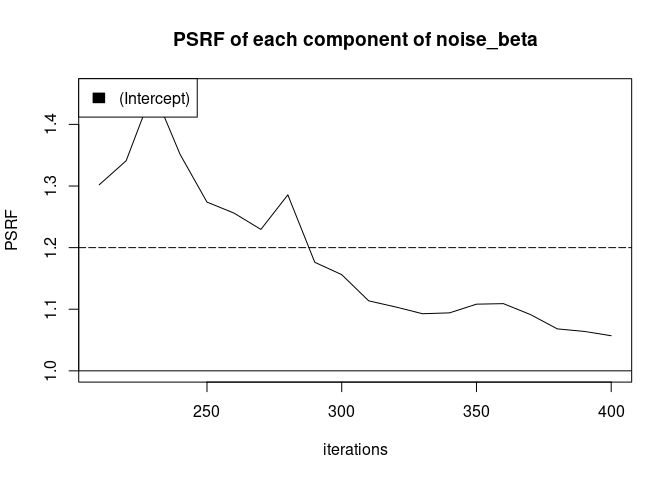 PSRF of each component of noise_beta
(Intercept)
PSRF
1.4
1.3
1.2
1.1
1.0
250 300 350 400
iterations